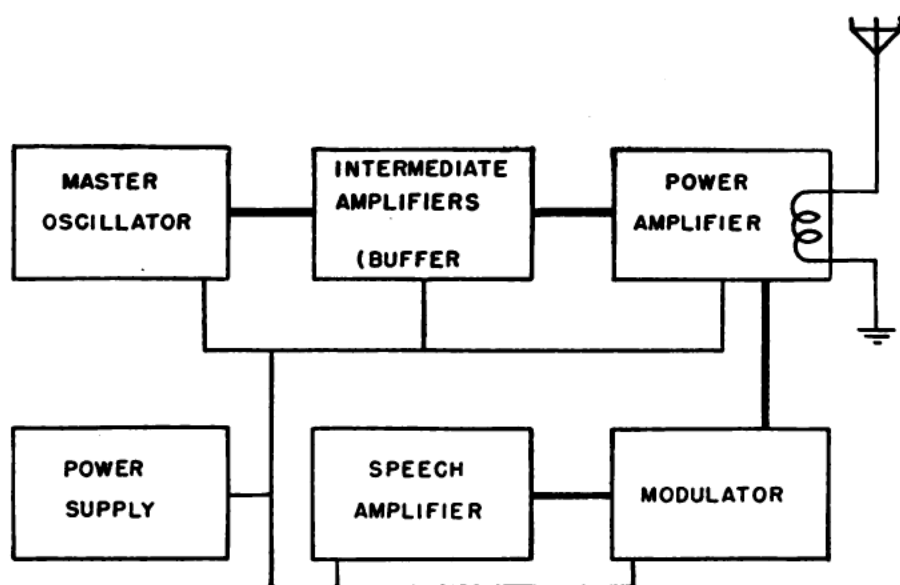 MASTER
OSCILLATOR
INTERMEDIATE
AMPLIFIERS
(BUFFER
POWER
AMPLIFIER
POWER
SUPPLY
SPEECH
AMPLIFIER
MODULATOR